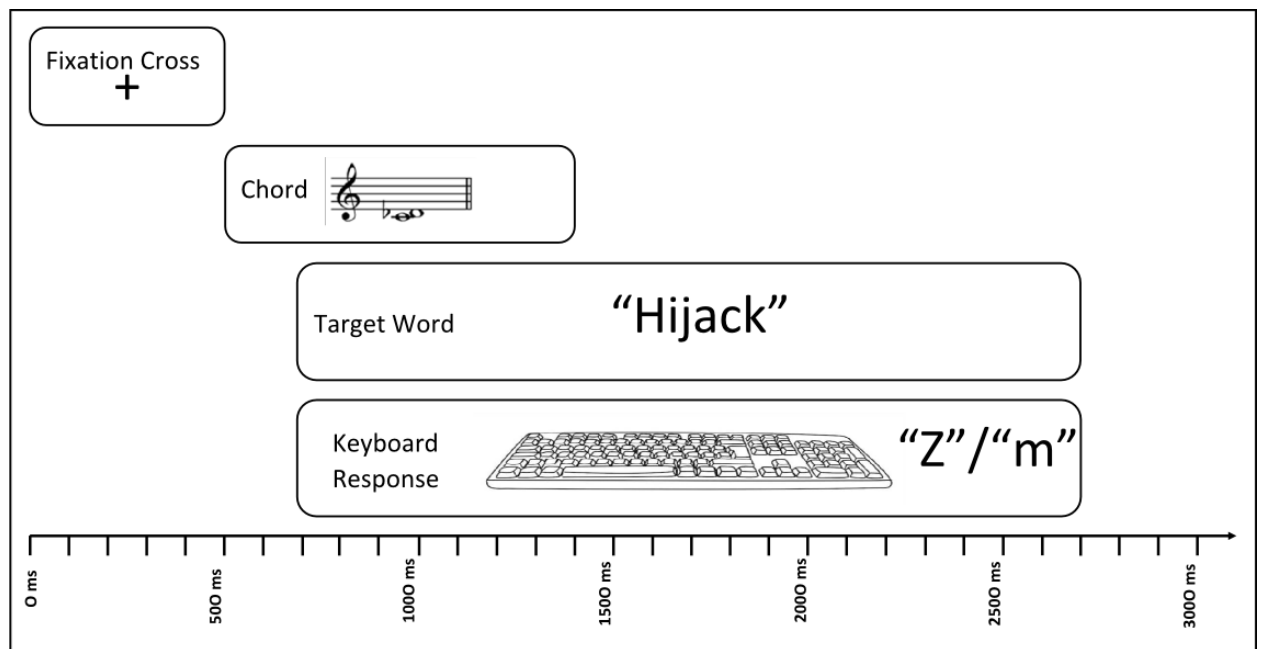 Fixation Cross
+
Chord
Target Word
“Hijack”
Keyboard
Response
“Z”/“m”
0 ms
500 ms
1000 ms
1500 ms
2000 ms
2500 ms
3000 ms